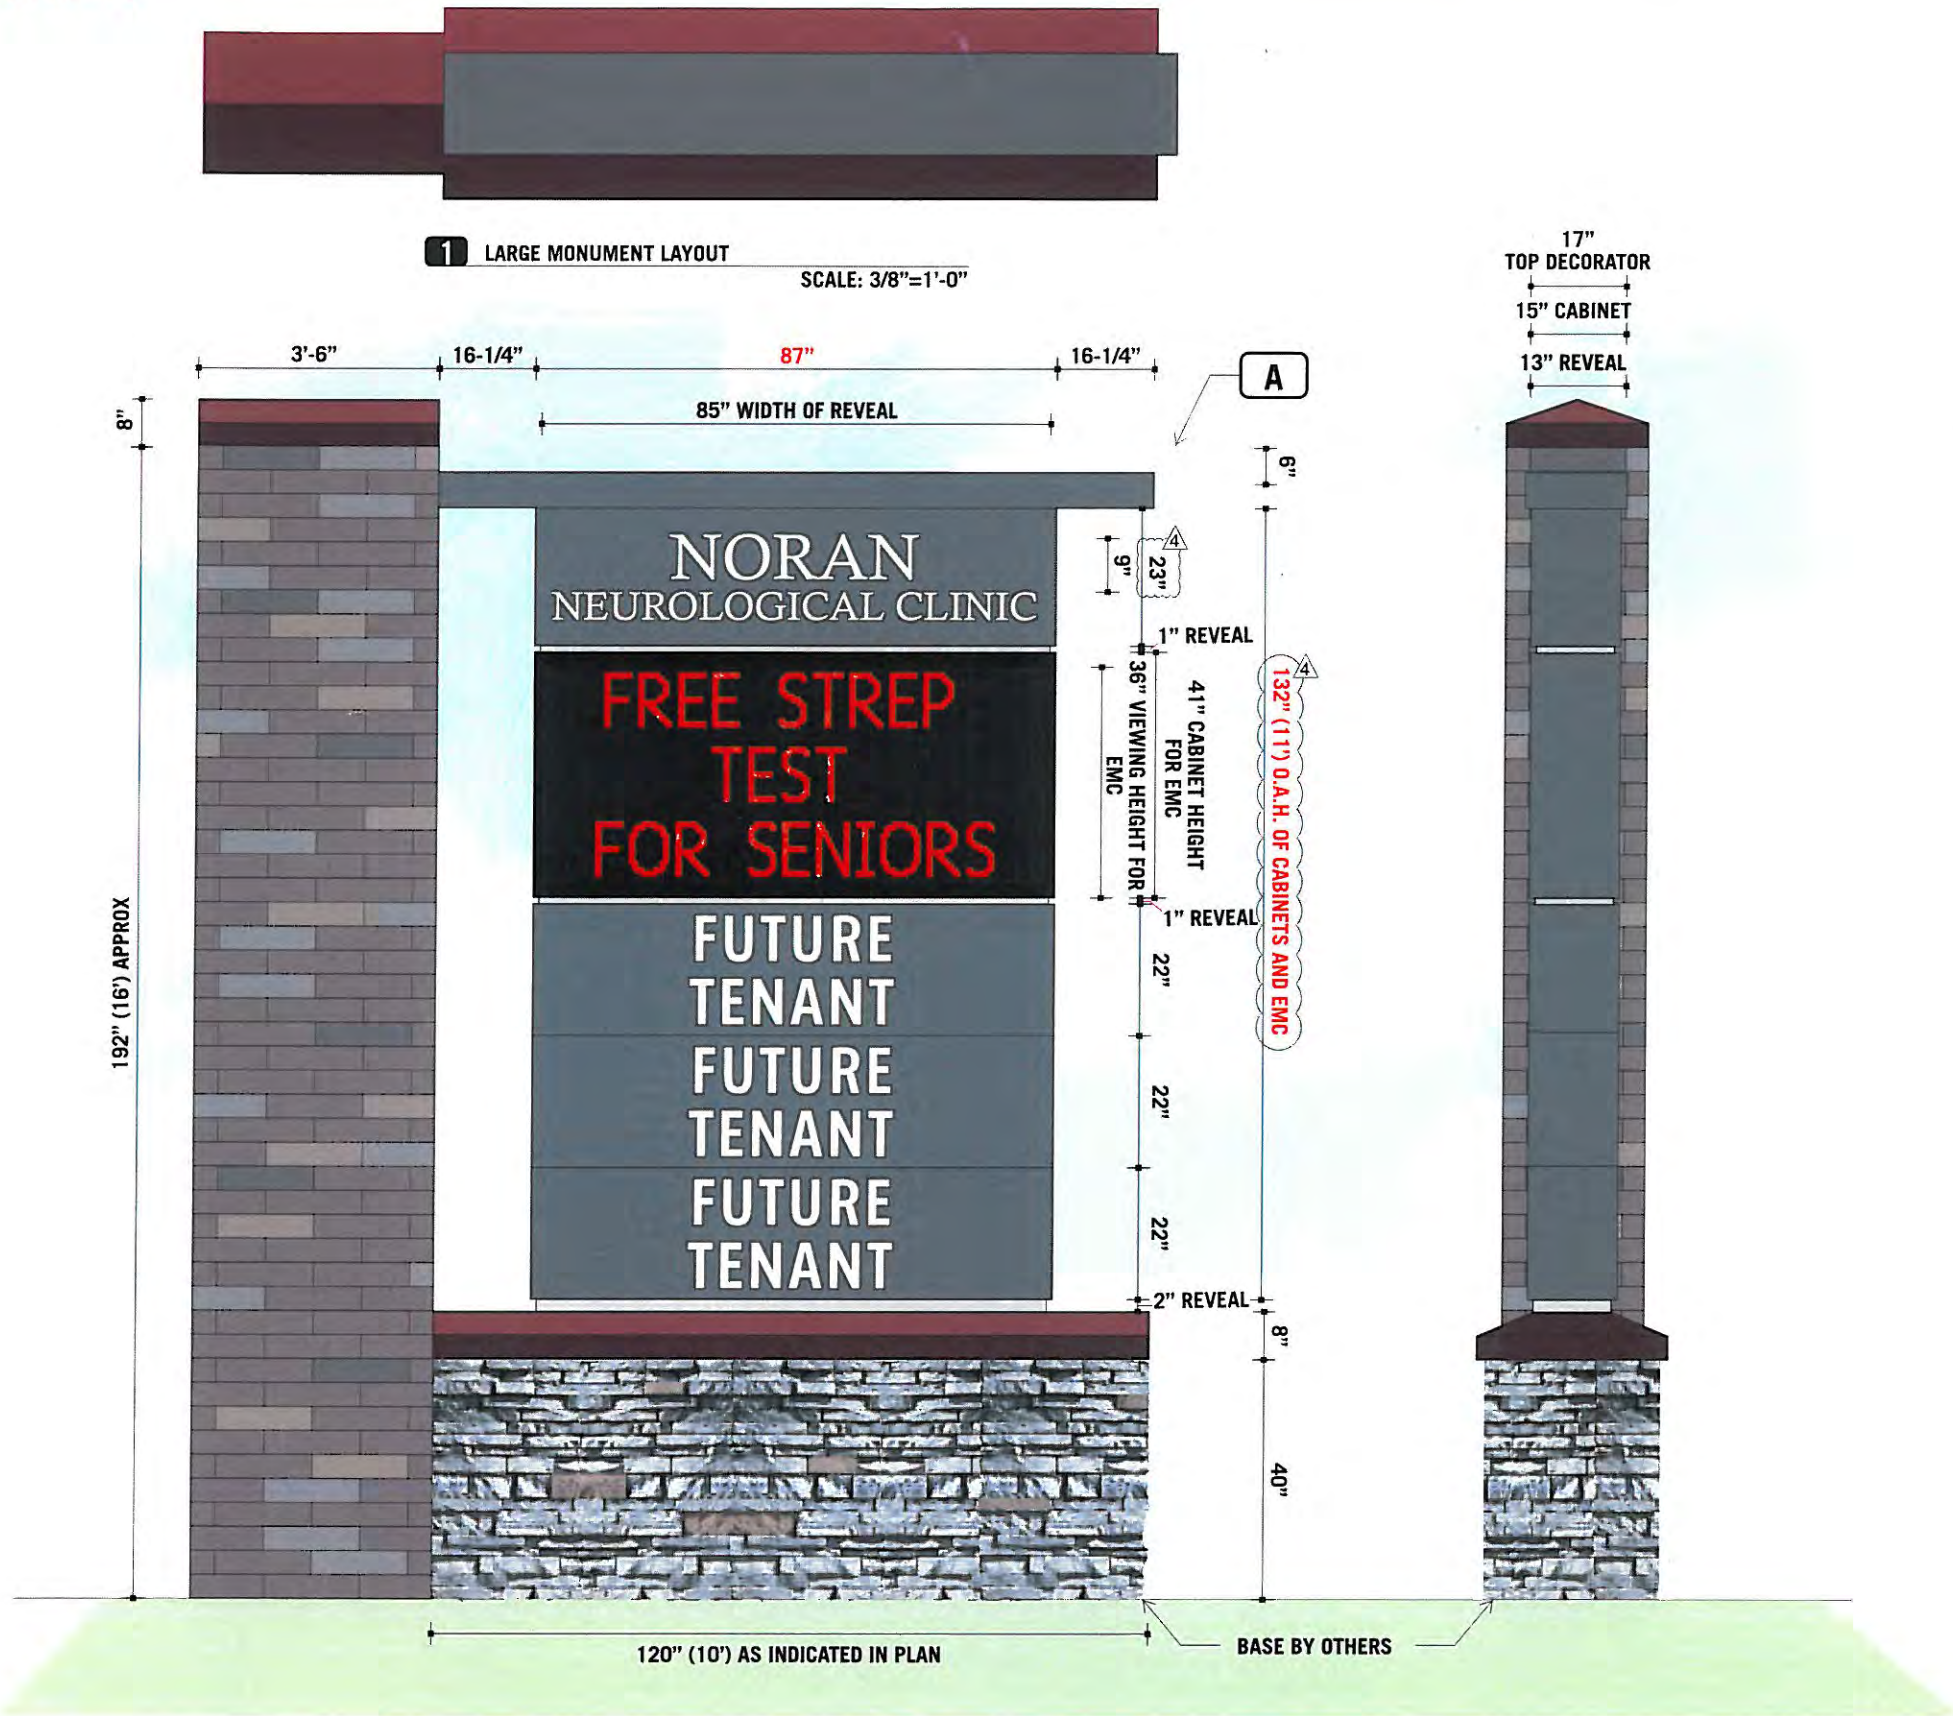 1 LARGE MONUMENT LAYOUT
SCALE: 3/8”=1’-0”
17”
TOP DECORATOR
15” CABINET
13” REVEAL
3’-6”
16-1/4”
87”
16-1/4”
A
85” WIDTH OF REVEAL
8”
6”
NORAN
NEUROLOGICAL CLINIC
9”
23”
4
1” REVEAL
FREE STREP
TEST
FOR SENIORS
36” VIEWING HEIGHT FOR
EMC
41” CABINET HEIGHT
FOR EMC
132” (11’) O.A.H. OF CABINETS AND EMC
4
1” REVEAL
192” (16’) APPROX
FUTURE
TENANT
22”
FUTURE
TENANT
22”
FUTURE
TENANT
22”
2” REVEAL
8”
40”
120” (10’) AS INDICATED IN PLAN
BASE BY OTHERS